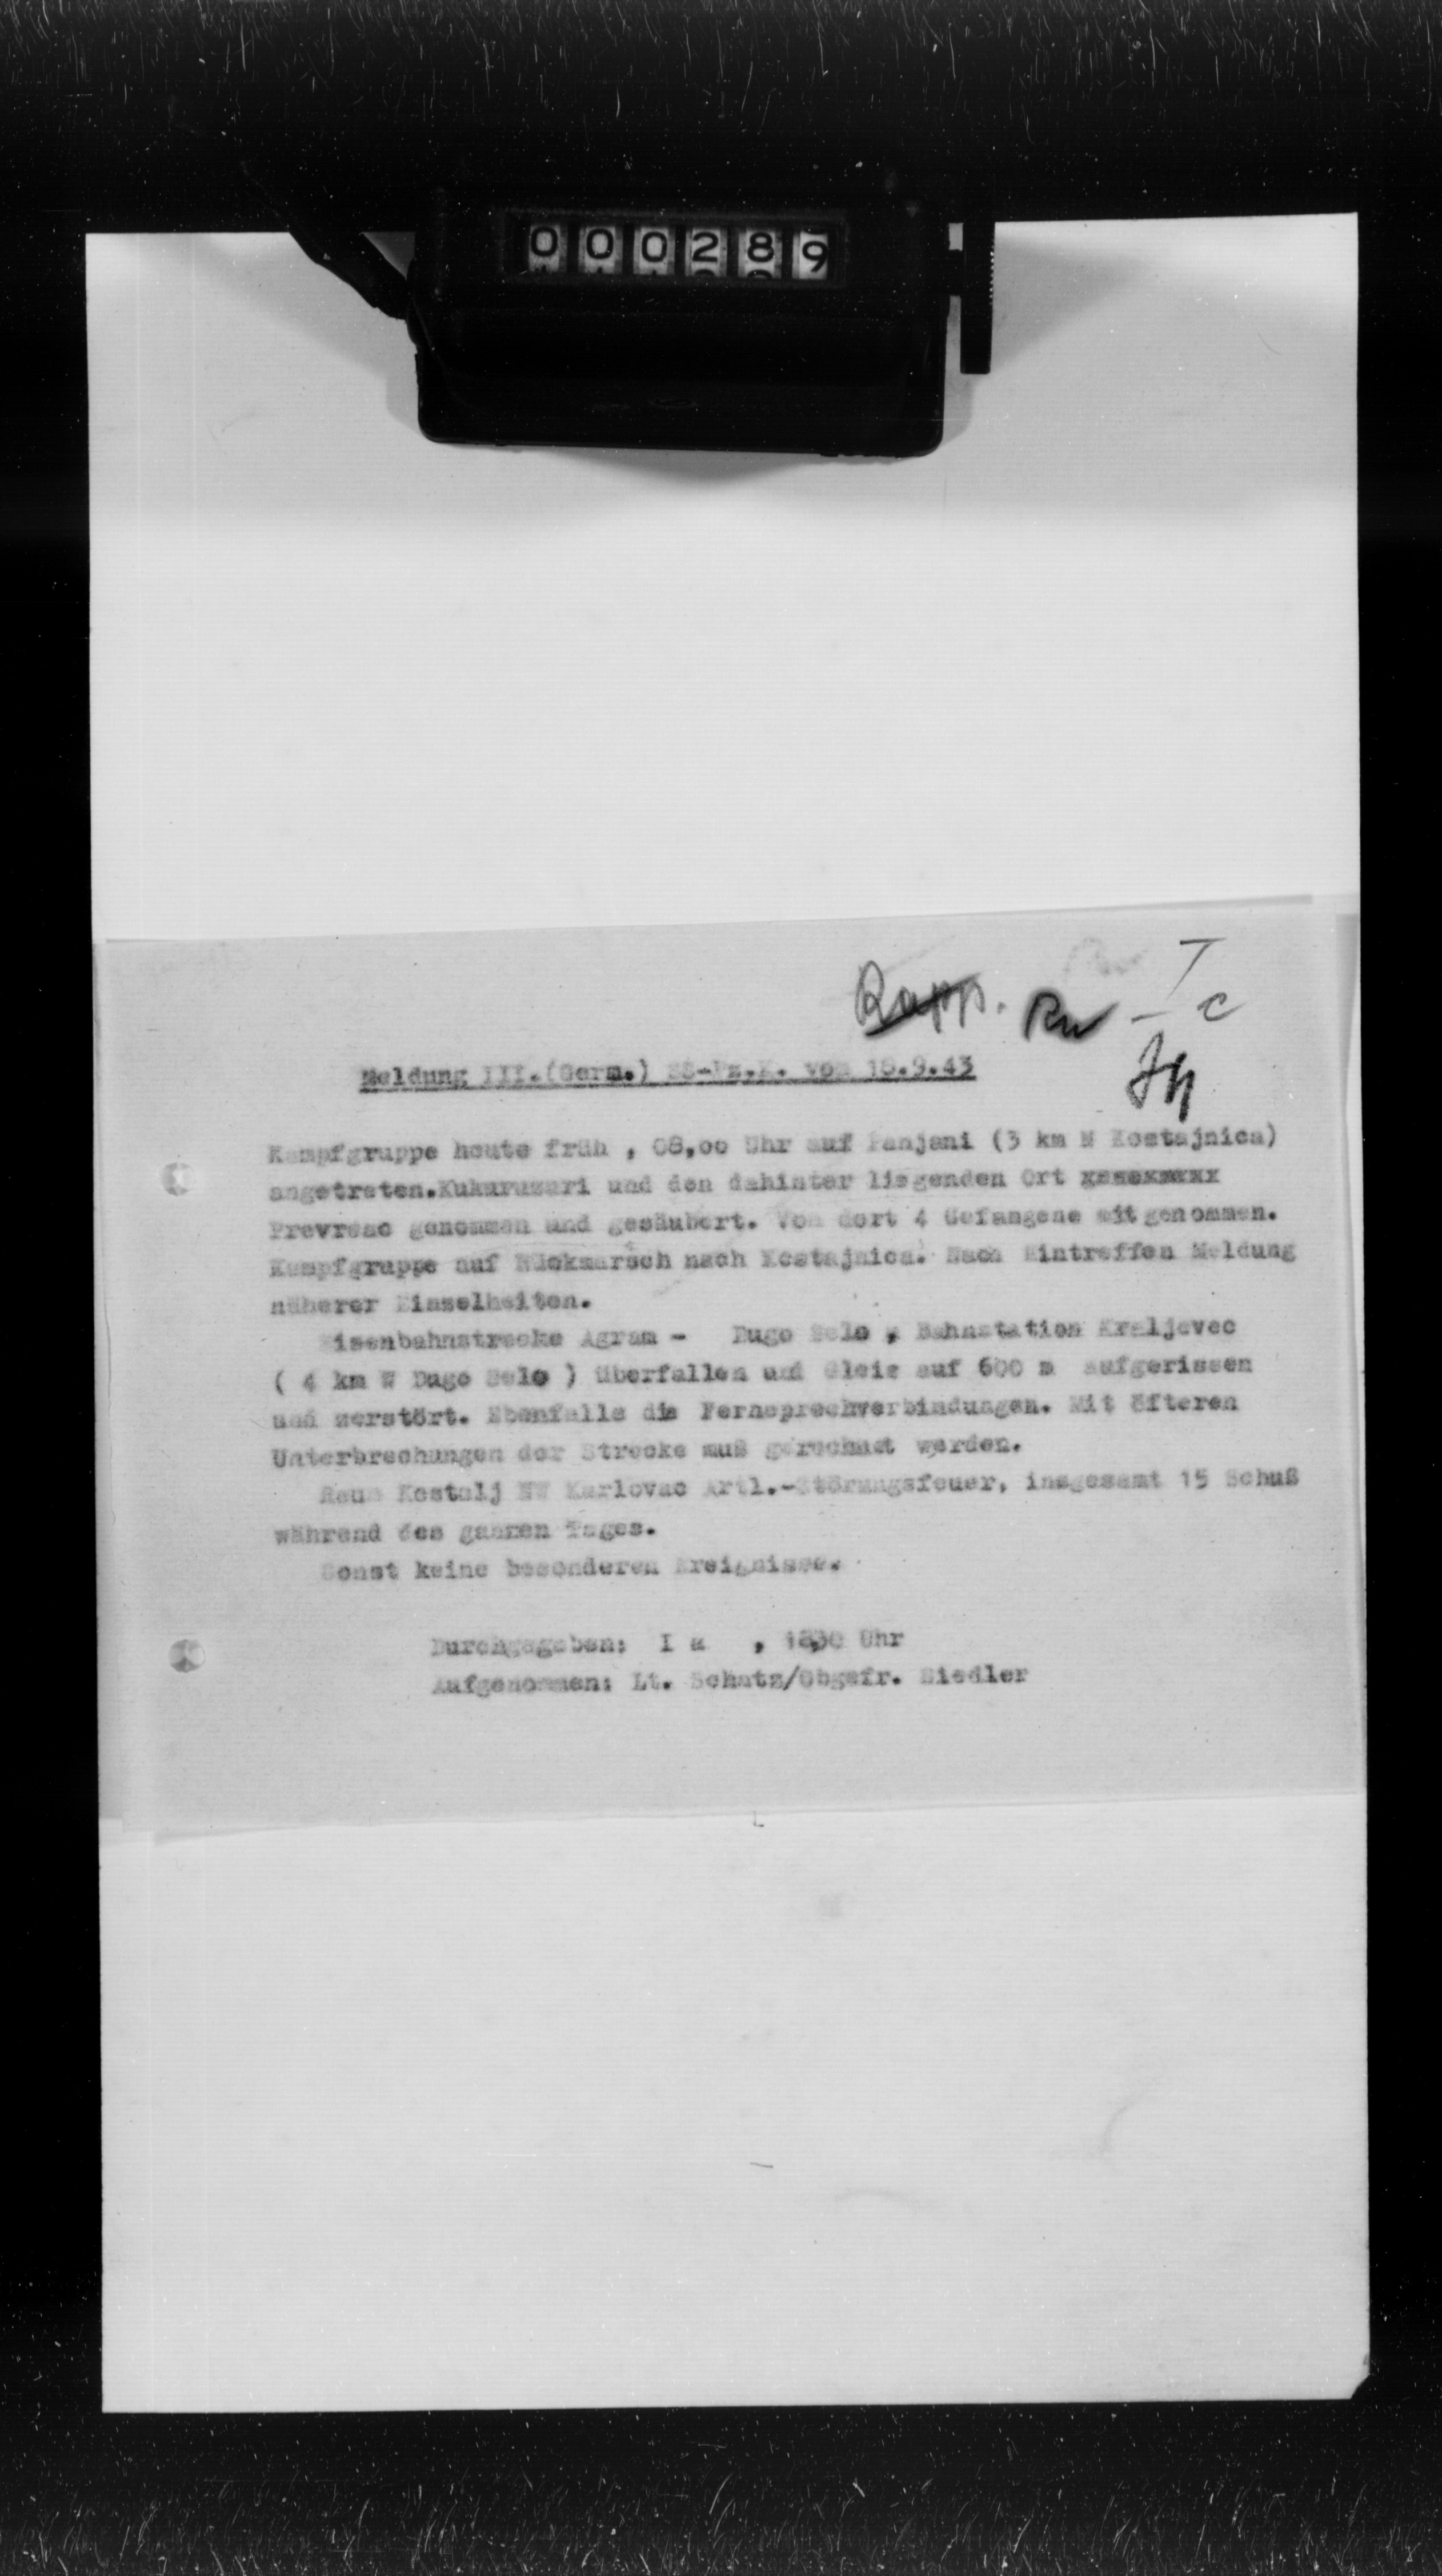 000289
Rapp. Ru I c
Meldung III.(Germ.) SS-Pz.K. vom 18.9.43
Kampfgruppe heute früh , 08,oo Uhr auf Panjani (3 km N Kostajnica)
angetreten.Kukuruzari und den dahinter liegenden Ort
Prevrsac genommen und gesäubert. Von dort 4 Gefangene mitgenommen.
Kampfgruppe auf Rückmarsch nach Kostajnica. Nach Eintreffen Meldung
näherer Einzelheiten.
Eisenbahnstrecke Agram - Dugo Selo , Bahnstation Kraljevec
( 4 km W Dugo Selo ) überfallen und Gleis auf 600 m aufgerissen
und zerstört. Ebenfalls die Fernsprechverbindungen. Mit öfteren
Unterbrechungen der Strecke muß gerechnet werden.
Raum Kostalj NW Karlovac Artl.-Störungsfeuer, insgesamt 15 Schuß
während des ganzen Tages.
Sonst keine besonderen Ereignisse.
Durchgegeben: I a , Uhr
Aufgenommen: Lt. Schatz/Obgefr. Siedler